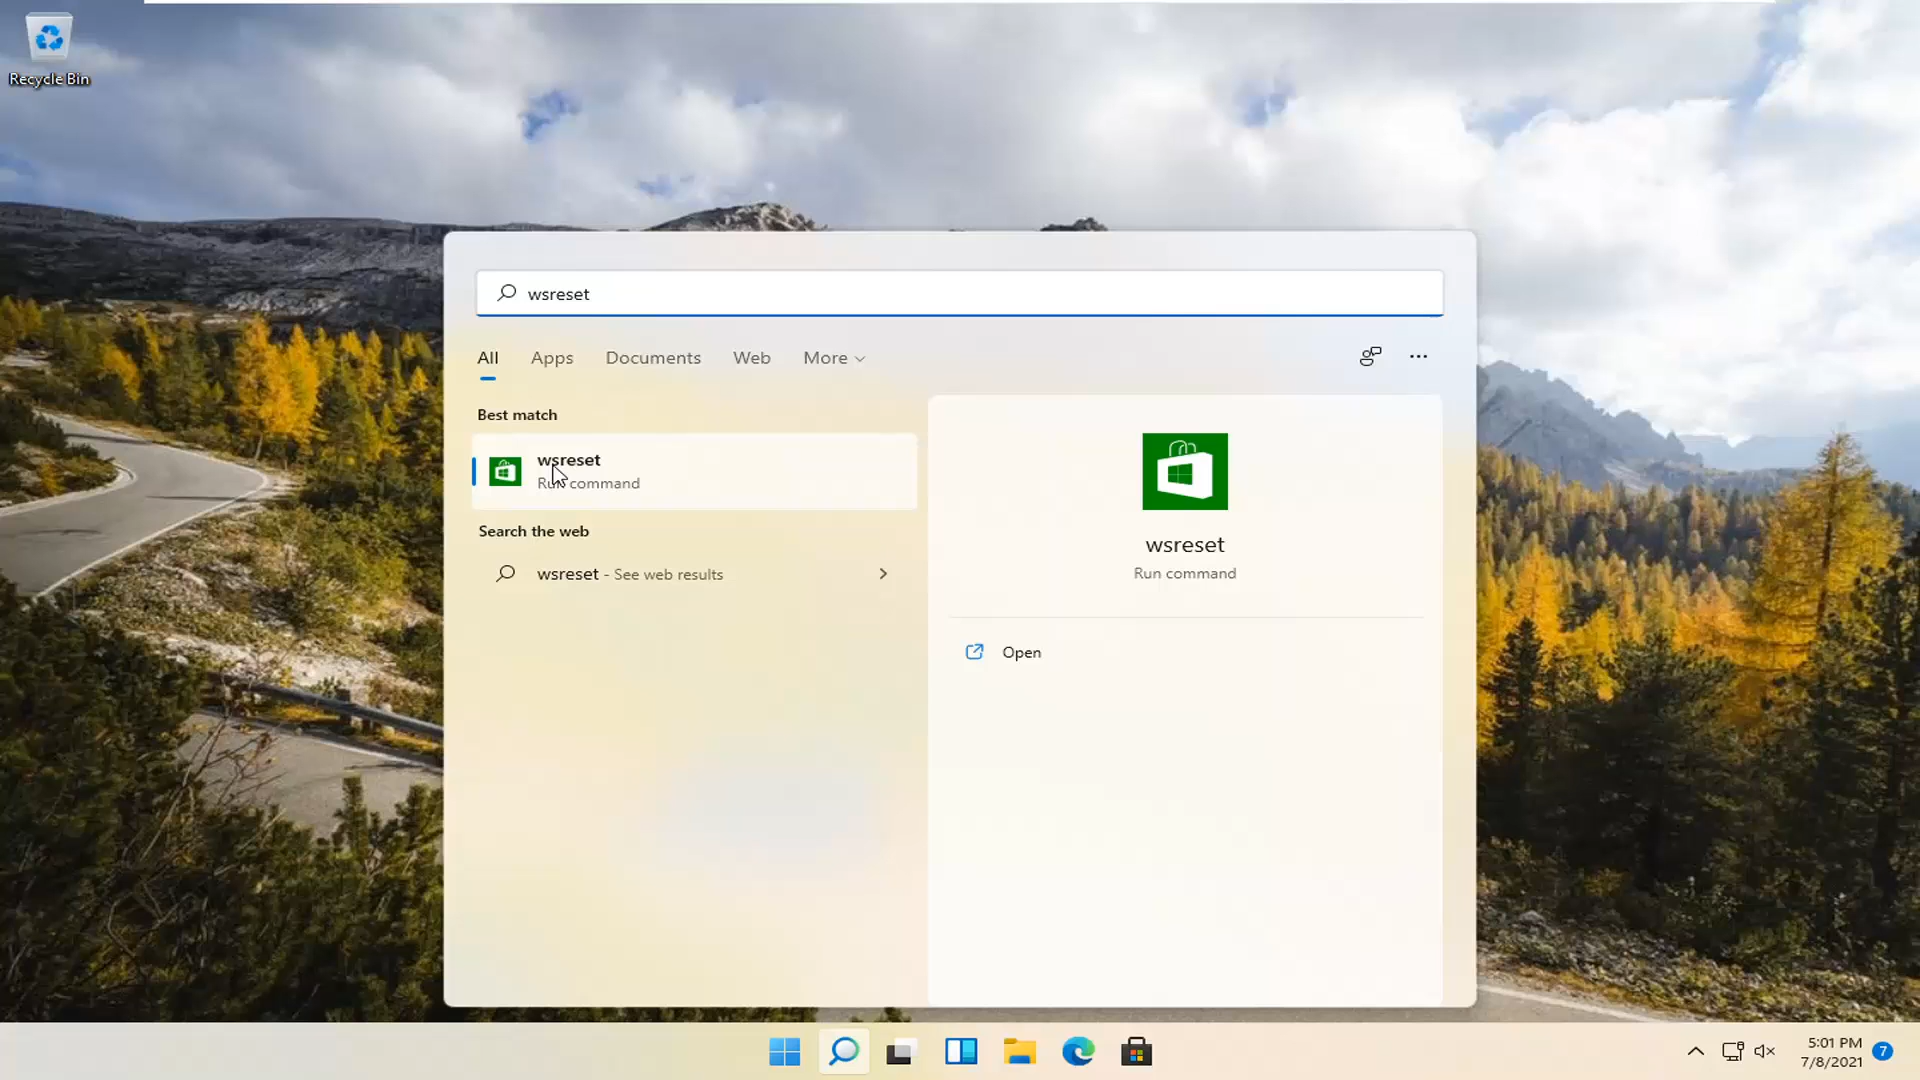 Recycle Bin
wsreset
All Apps Documents Web More
Best match
wsreset
Run command
Search the web
wsreset - See web results
wsreset
Run command
Open
5:01 PM
7/8/2021
7